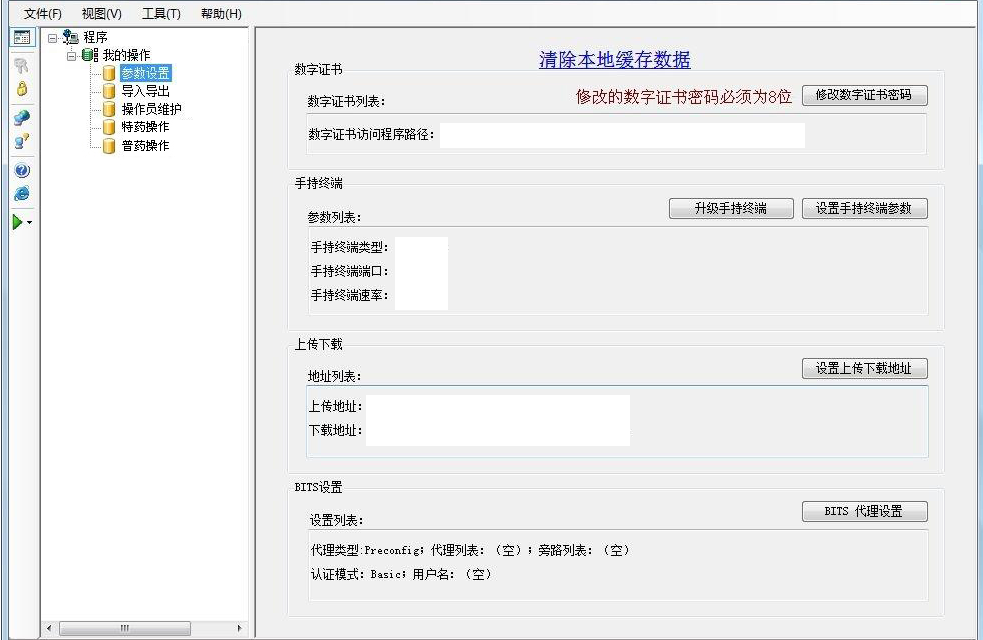 文件(F) 视图(V) 工具(T) 帮助(H)
程序
我的操作
参数设置
导入导出
操作员维护
特药操作
普药操作
清除本地缓存数据
数字证书
数字证书列表:
修改的数字证书密码必须为8位
修改数字证书密码
数字证书访问程序路径:
手持终端
参数列表:
升级手持终端
设置手持终端参数
手持终端类型:
手持终端端口:
手持终端速率:
上传下载
地址列表:
设置上传下载地址
上传地址:
下载地址:
BITS设置
设置列表:
BITS 代理设置
代理类型:Preconfig; 代理列表: (空) ; 旁路列表: (空)
认证模式: Basic; 用户名: (空)